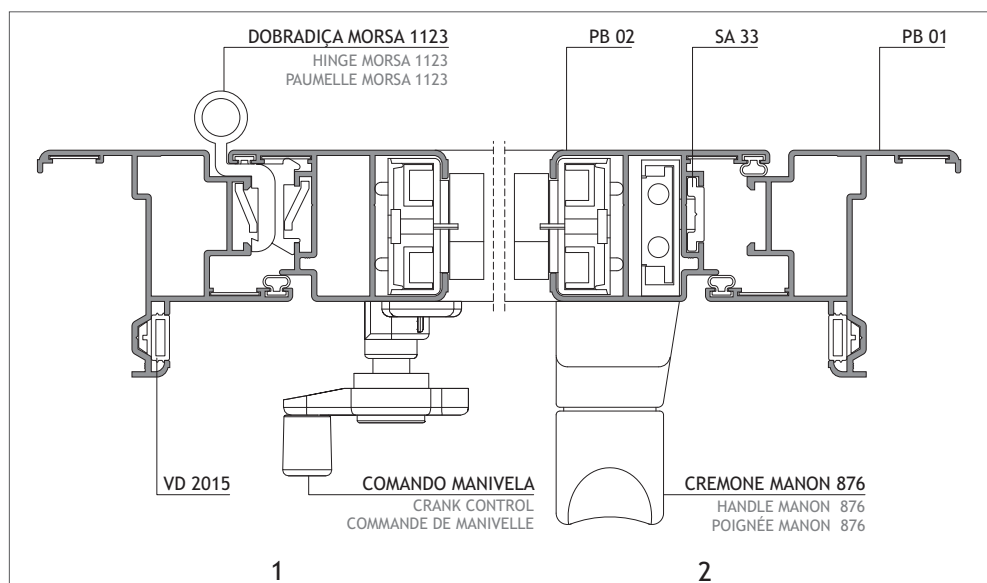 DOBRADIÇA MORSA 1123
HINGE MORSA 1123
PAUMELLE MORSA 1123
PB 02
SA 33
PB 01
VD 2015
COMANDO MANIVELA
CRANK CONTROL
COMMANDE DE MANIVELLE
CREMONE MANON 876
HANDLE MANON 876
POIGNÉE MANON 876
1
2